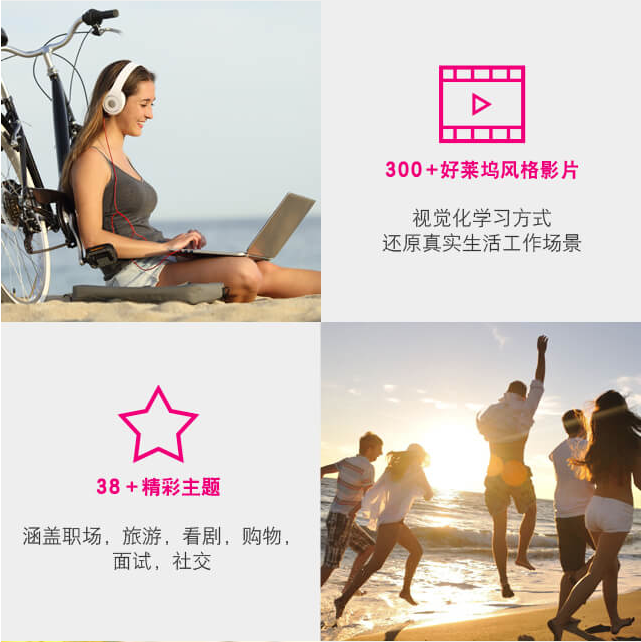 300+好莱坞风格影片
视觉化学习方式
还原真实生活工作场景
38+精彩主题
涵盖职场，旅游，看剧，购物，
面试，社交